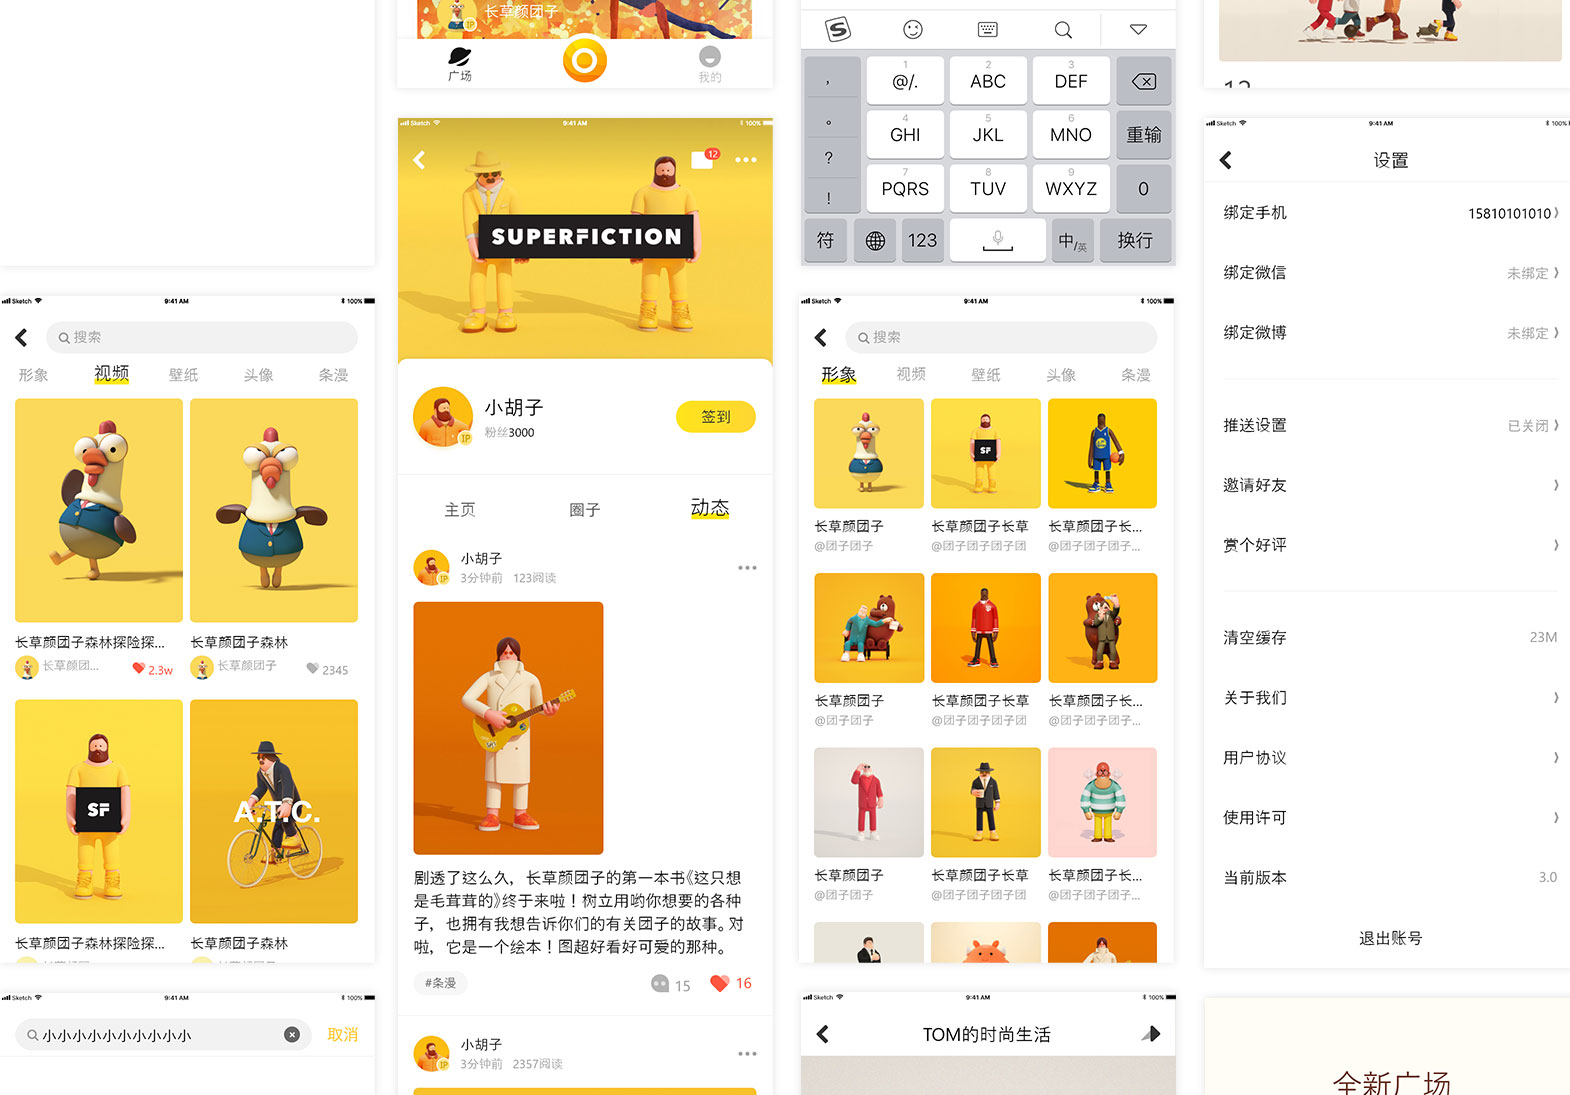 小小小小小小小小小小
取消
搜索
形象
视频
壁纸
头像
条漫
长草颜团子森林探险探...
长草颜团子森林
长草颜团...
2.3w
长草颜团子
2345
SF
A.T.C.
长草颜团子森林探险探...
长草颜团子森林
Sketch
9:41 AM
100%
长草颜团子
IP
广场
我的
Sketch
9:41 AM
100%
12
SUPERFICTION
小胡子
粉丝3000
IP
签到
主页
圈子
动态
小胡子
3分钟前 123阅读
IP
剧透了这么久，长草颜团子的第一本书《这只想
是毛茸茸的》终于来啦！树立用哟你想要的各种
子，也拥有我想告诉你们的有关团子的故事。对
啦，它是一个绘本！图超好看好可爱的那种。
#条漫
15
16
小胡子
3分钟前 2357阅读
IP
S
,
。
?
!
1
@/.
2
ABC
3
DEF
4
GHI
5
JKL
6
MNO
重输
7
PQRS
8
TUV
9
WXYZ
0
符
123
中/英
换行
Sketch
9:41 AM
100%
搜索
形象
视频
壁纸
头像
条漫
SF
长草颜团子
长草颜团子长草
长草颜团子长...
@团子团子
@团子团子团子团
@团子团子团子...
长草颜团子
长草颜团子长草
长草颜团子长...
@团子团子
@团子团子团子团
@团子团子团子...
长草颜团子
长草颜团子长草
长草颜团子长...
@团子团子
@团子团子团子团
@团子团子团子...
Sketch
9:41 AM
100%
TOM的时尚生活
Sketch
9:41 AM
100%
设置
绑定手机
15810101010
绑定微信
未绑定
绑定微博
未绑定
推送设置
已关闭
邀请好友
赏个好评
清空缓存
23M
关于我们
用户协议
使用许可
当前版本
3.0
退出账号
全新广场